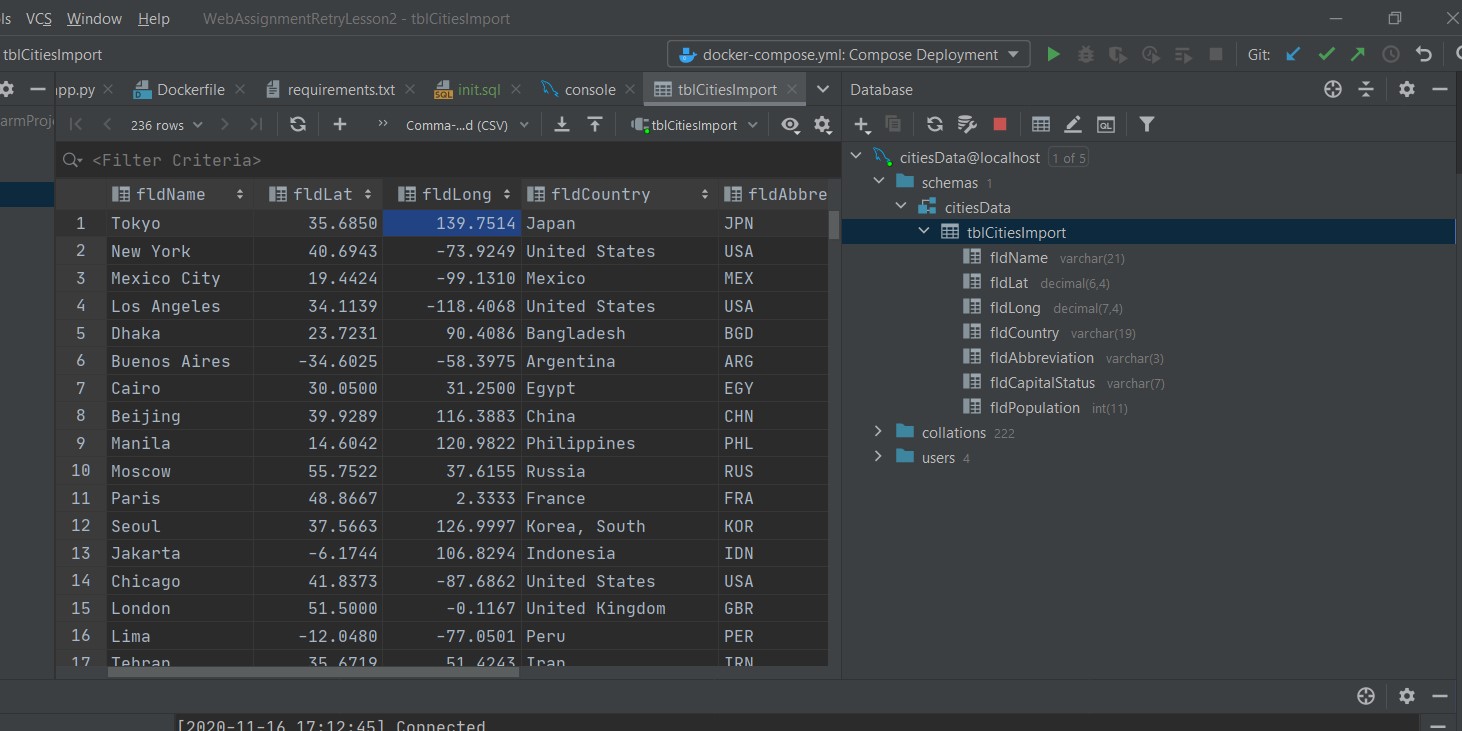 ls VCS Window Help WebAssignmentRetryLesson2 - tblCitiesImport
tblCitiesImport docker-compose.yml: Compose Deployment Git:
app.py Dockerfile requirements.txt init.sql console tblCitiesImport Database
236 rows Comma-...d (CSV) tblCitiesImport
<Filter Criteria>
fldName fldLat fldLong fldCountry fldAbbre
1 Tokyo 35.6850 139.7514 Japan JPN
2 New York 40.6943 -73.9249 United States USA
3 Mexico City 19.4424 -99.1310 Mexico MEX
4 Los Angeles 34.1139 -118.4068 United States USA
5 Dhaka 23.7231 90.4086 Bangladesh BGD
6 Buenos Aires -34.6025 -58.3975 Argentina ARG
7 Cairo 30.0500 31.2500 Egypt EGY
8 Beijing 39.9289 116.3883 China CHN
9 Manila 14.6042 120.9822 Philippines PHL
10 Moscow 55.7522 37.6155 Russia RUS
11 Paris 48.8667 2.3333 France FRA
12 Seoul 37.5663 126.9997 Korea, South KOR
13 Jakarta -6.1744 106.8294 Indonesia IDN
14 Chicago 41.8373 -87.6862 United States USA
15 London 51.5000 -0.1167 United Kingdom GBR
16 Lima -12.0480 -77.0501 Peru PER
17 Tehran 35.6719 51.4243 Iran IRN
armProj
citiesData@localhost 1 of 5
schemas 1
citiesData
tblCitiesImport
fldName varchar(21)
fldLat decimal(6,4)
fldLong decimal(7,4)
fldCountry varchar(19)
fldAbbreviation varchar(3)
fldCapitalStatus varchar(7)
fldPopulation int(11)
collations 222
users 4
[2020-11-16 17:12:45] Connected